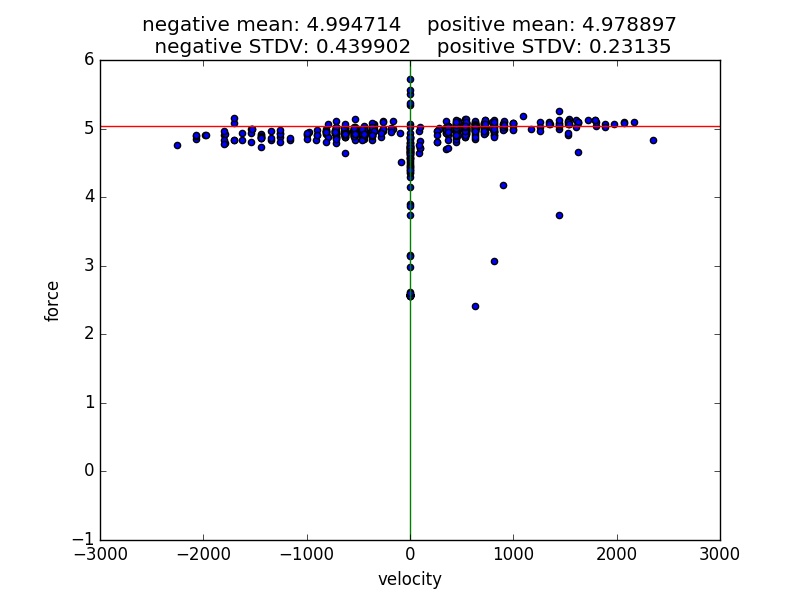 negative mean: 4.994714    positive mean: 4.978897
negative STDV: 0.439902    positive STDV: 0.23135
6
5
4
3
2
1
0
−1
force
−3000 −2000 −1000 0 1000 2000 3000
velocity